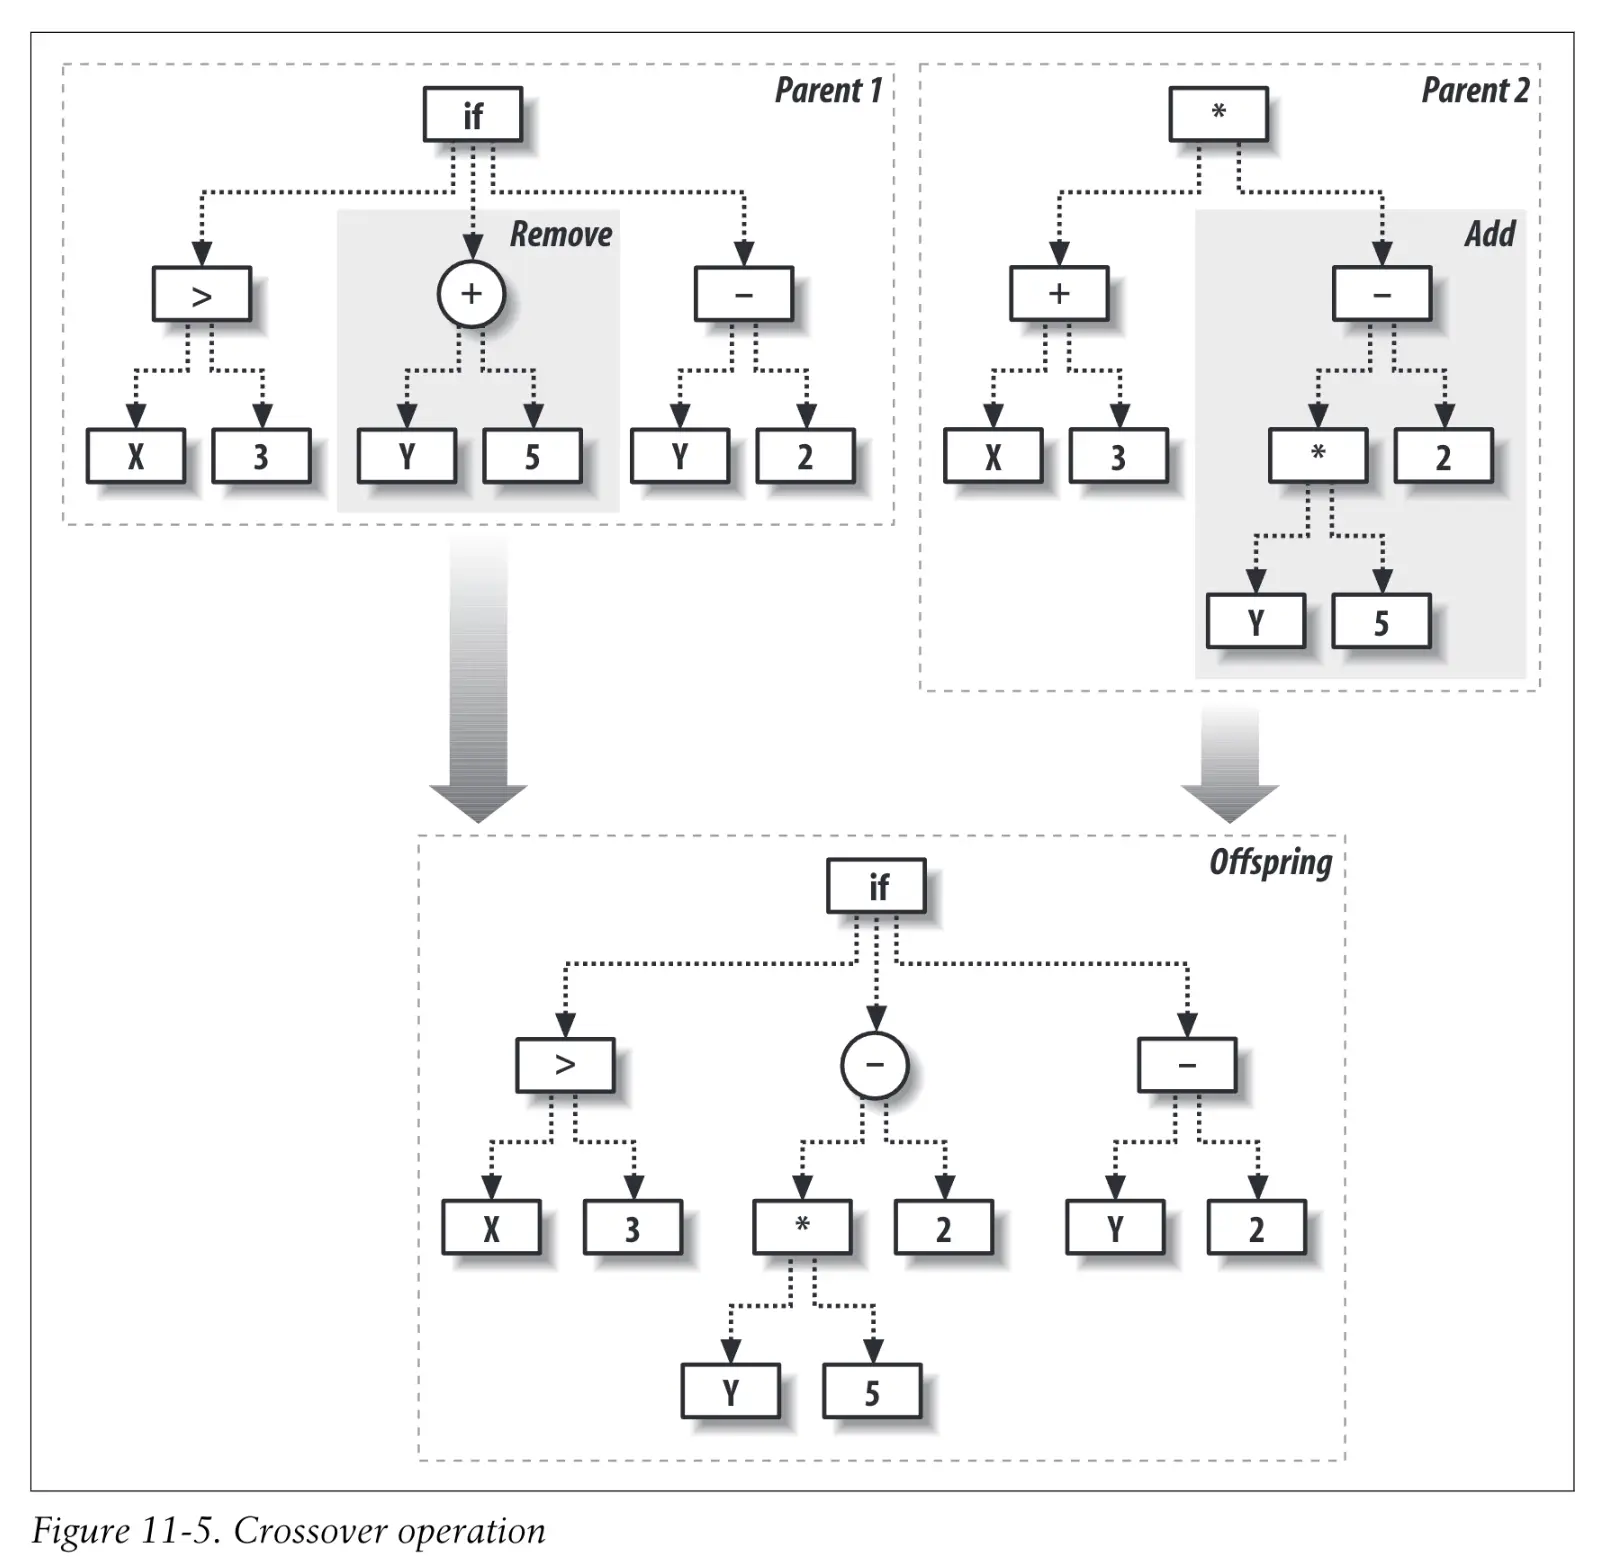 Parent 1
if
Remove
> + -
X 3 Y 5 Y 2
Parent 2
*
Add
+ -
X 3 * 2
Y 5
Offspring
if
> - -
X 3 * 2 Y 2
Y 5
Figure 11-5. Crossover operation